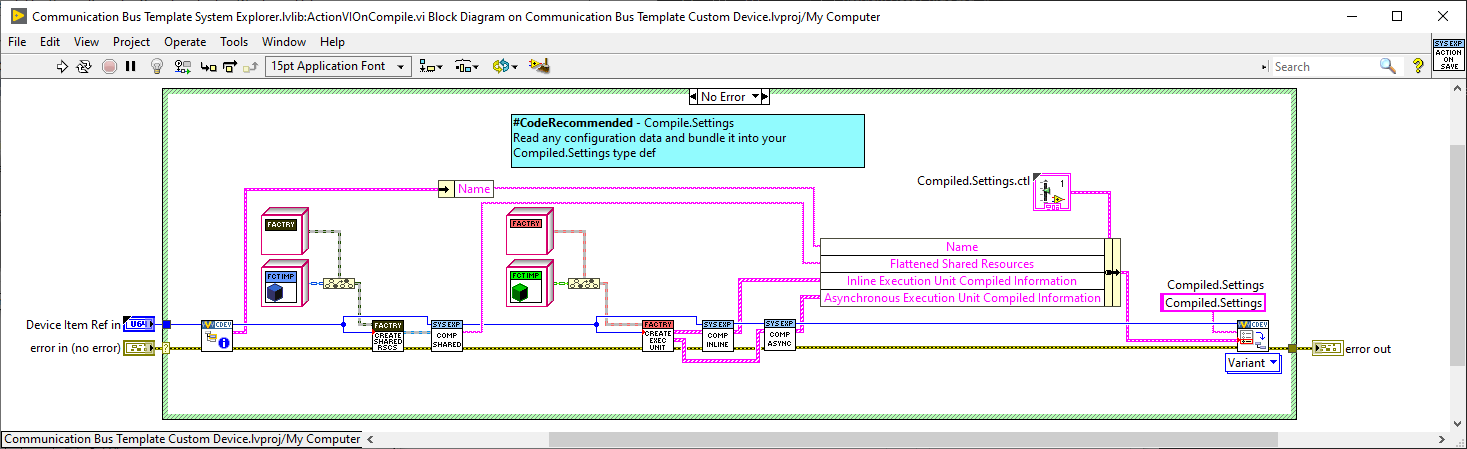 Communication Bus Template System Explorer.lvlib:ActionVIOnCompile.vi Block Diagram on Communication Bus Template Custom Device.lvproj/My Computer
File Edit View Project Operate Tools Window Help
SYS EXP
ACTION
ON
SAVE
15pt Application Font
Search
?
No Error
#CodeRecommended - Compile.Settings
Read any configuration data and bundle it into your
Compiled.Settings type def
Name
Compiled.Settings.ctl
1
FACTRY
FACTRY
FCTIMP
FCTIMP
Name
Flattened Shared Resources
Inline Execution Unit Compiled Information
Asynchronous Execution Unit Compiled Information
Compiled.Settings
Compiled.Settings
Device Item Ref in
U64
CDEV
FACTRY
CREATE
SHARED
RSCS
SYS EXP
COMP
SHARED
FACTRY
CREATE
EXEC
UNIT
SYS EXP
COMP
INLINE
SYS EXP
COMP
ASYNC
CDEV
error in (no error)
?
error out
Variant
Communication Bus Template Custom Device.lvproj/My Computer